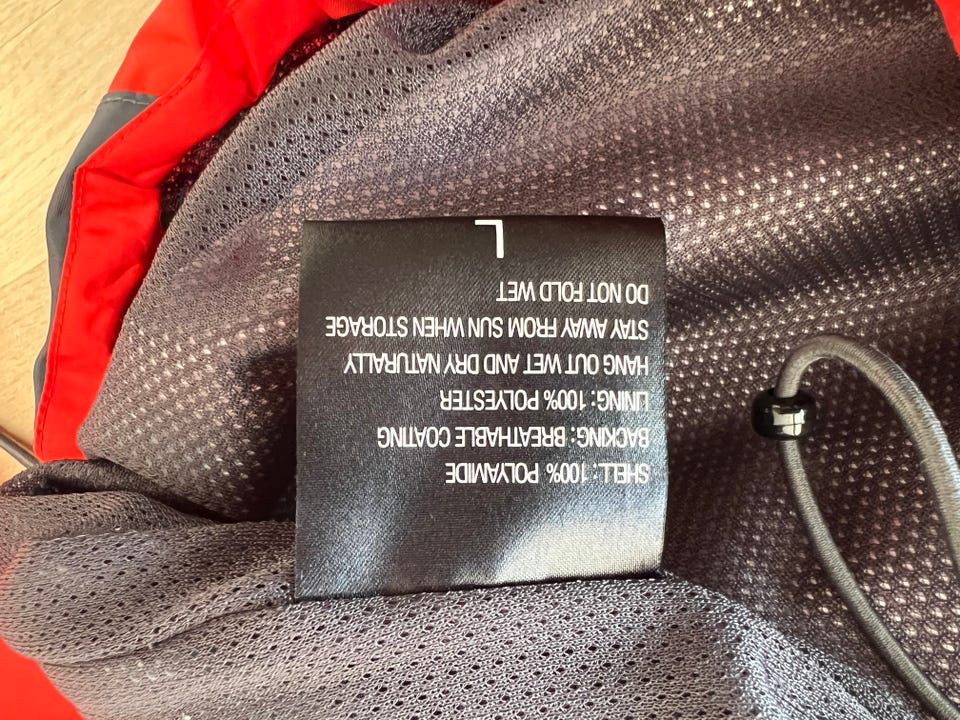 SHELL: 100% POLYAMIDE
BACKING: BREATHABLE COATING
LINING: 100% POLYESTER
HANG OUT WET AND DRY NATURALLY
STAY AWAY FROM SUN WHEN STORAGE
DO NOT FOLD WET
L